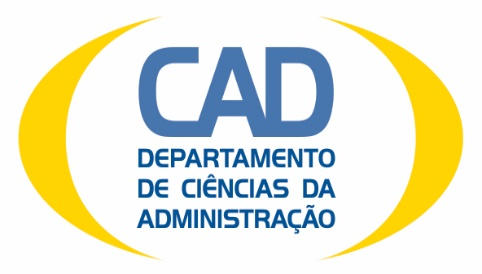 CAD
DEPARTAMENTO
DE CIÊNCIAS DA
ADMINISTRAÇÃO